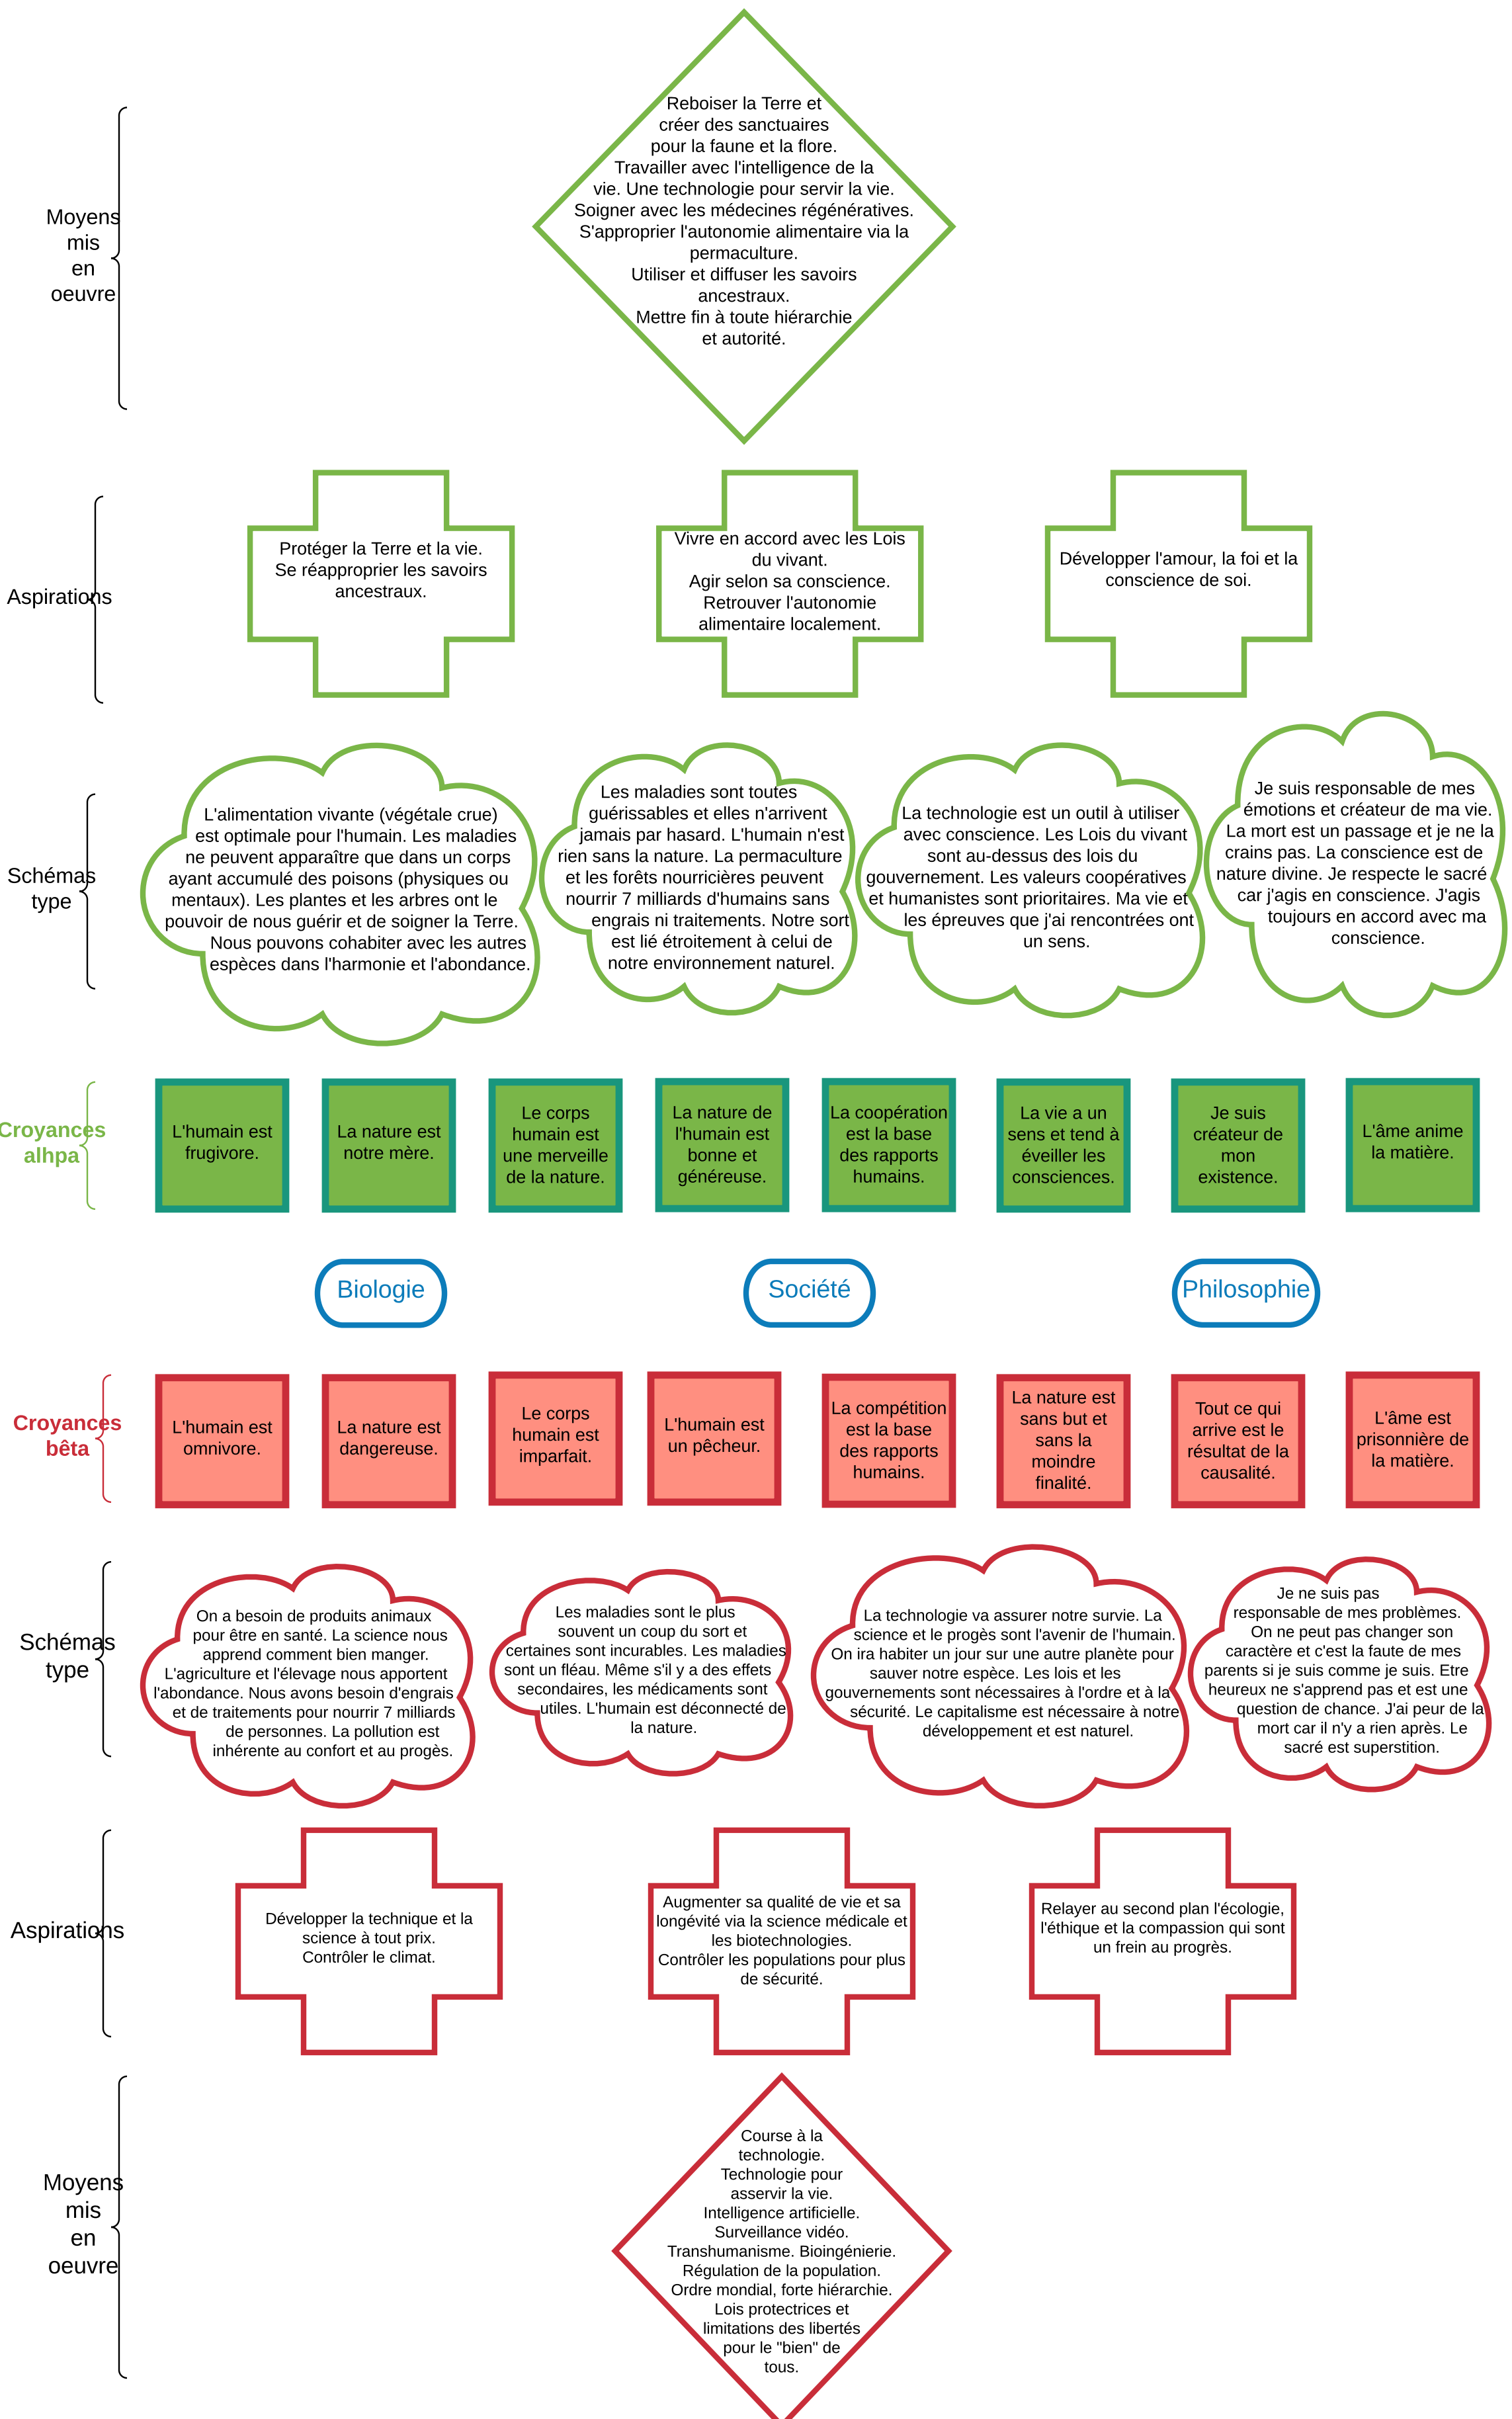 Reboiser la Terre et
créer des sanctuaires
pour la faune et la flore.
Travailler avec l'intelligence de la
vie. Une technologie pour servir la vie.
Soigner avec les médecines régénératives.
S'approprier l'autonomie alimentaire via la
permaculture.
Utiliser et diffuser les savoirs
ancestraux.
Mettre fin à toute hiérarchie
et autorité.
Moyens
mis
en
oeuvre
Aspirations
Protéger la Terre et la vie.
Se réapproprier les savoirs
ancestraux.
Vivre en accord avec les Lois
du vivant.
Agir selon sa conscience.
Retrouver l'autonomie
alimentaire localement.
Développer l'amour, la foi et la
conscience de soi.
Schémas
type
L'alimentation vivante (végétale crue)
est optimale pour l'humain. Les maladies
ne peuvent apparaître que dans un corps
ayant accumulé des poisons (physiques ou
mentaux). Les plantes et les arbres ont le
pouvoir de nous guérir et de soigner la Terre.
Nous pouvons cohabiter avec les autres
espèces dans l'harmonie et l'abondance.
Les maladies sont toutes
guérissables et elles n'arrivent
jamais par hasard. L'humain n'est
rien sans la nature. La permaculture
et les forêts nourricières peuvent
nourrir 7 milliards d'humains sans
engrais ni traitements. Notre sort
est lié étroitement à celui de
notre environnement naturel.
La technologie est un outil à utiliser
avec conscience. Les Lois du vivant
sont au-dessus des lois du
gouvernement. Les valeurs coopératives
et humanistes sont prioritaires. Ma vie et
les épreuves que j'ai rencontrées ont
un sens.
Je suis responsable de mes
émotions et créateur de ma vie.
La mort est un passage et je ne la
crains pas. La conscience est de
nature divine. Je respecte le sacré
car j'agis en conscience. J'agis
toujours en accord avec ma
conscience.
Croyances
alhpa
L'humain est
frugivore.
La nature est
notre mère.
Le corps
humain est
une merveille
de la nature.
La nature de
l'humain est
bonne et
généreuse.
La coopération
est la base
des rapports
humains.
La vie a un
sens et tend à
éveiller les
consciences.
Je suis
créateur de
mon
existence.
L'âme anime
la matière.
Biologie
Société
Philosophie
Croyances
bêta
L'humain est
omnivore.
La nature est
dangereuse.
Le corps
humain est
imparfait.
L'humain est
un pêcheur.
La compétition
est la base
des rapports
humains.
La nature est
sans but et
sans la
moindre
finalité.
Tout ce qui
arrive est le
résultat de la
causalité.
L'âme est
prisonnière de
la matière.
Schémas
type
On a besoin de produits animaux
pour être en santé. La science nous
apprend comment bien manger.
L'agriculture et l'élevage nous apportent
l'abondance. Nous avons besoin d'engrais
et de traitements pour nourrir 7 milliards
de personnes. La pollution est
inhérente au confort et au progès.
Les maladies sont le plus
souvent un coup du sort et
certaines sont incurables. Les maladies
sont un fléau. Même s'il y a des effets
secondaires, les médicaments sont
utiles. L'humain est déconnecté de
la nature.
La technologie va assurer notre survie. La
science et le progès sont l'avenir de l'humain.
On ira habiter un jour sur une autre planète pour
sauver notre espèce. Les lois et les
gouvernements sont nécessaires à l'ordre et à la
sécurité. Le capitalisme est nécessaire à notre
développement et est naturel.
Je ne suis pas
responsable de mes problèmes.
On ne peut pas changer son
caractère et c'est la faute de mes
parents si je suis comme je suis. Etre
heureux ne s'apprend pas et est une
question de chance. J'ai peur de la
mort car il n'y a rien après. Le
sacré est superstition.
Aspirations
Développer la technique et la
science à tout prix.
Contrôler le climat.
Augmenter sa qualité de vie et sa
longévité via la science médicale et
les biotechnologies.
Contrôler les populations pour plus
de sécurité.
Relayer au second plan l'écologie,
l'éthique et la compassion qui sont
un frein au progrès.
Moyens
mis
en
oeuvre
Course à la
technologie.
Technologie pour
asservir la vie.
Intelligence artificielle.
Surveillance vidéo.
Transhumanisme. Bioingénierie.
Régulation de la population.
Ordre mondial, forte hiérarchie.
Lois protectrices et
limitations des libertés
pour le "bien" de
tous.